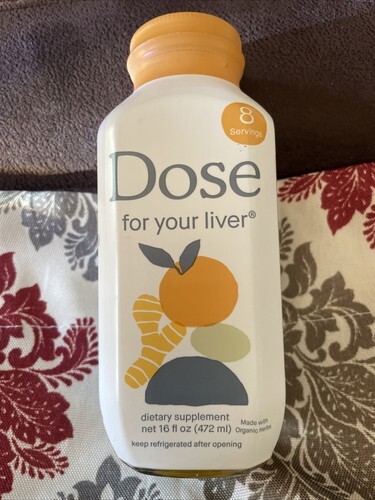 8
Servings
Dose
for your liver®
dietary supplement
net 16 fl oz (472 ml)
Made with
Organic Herbs
keep refrigerated after opening